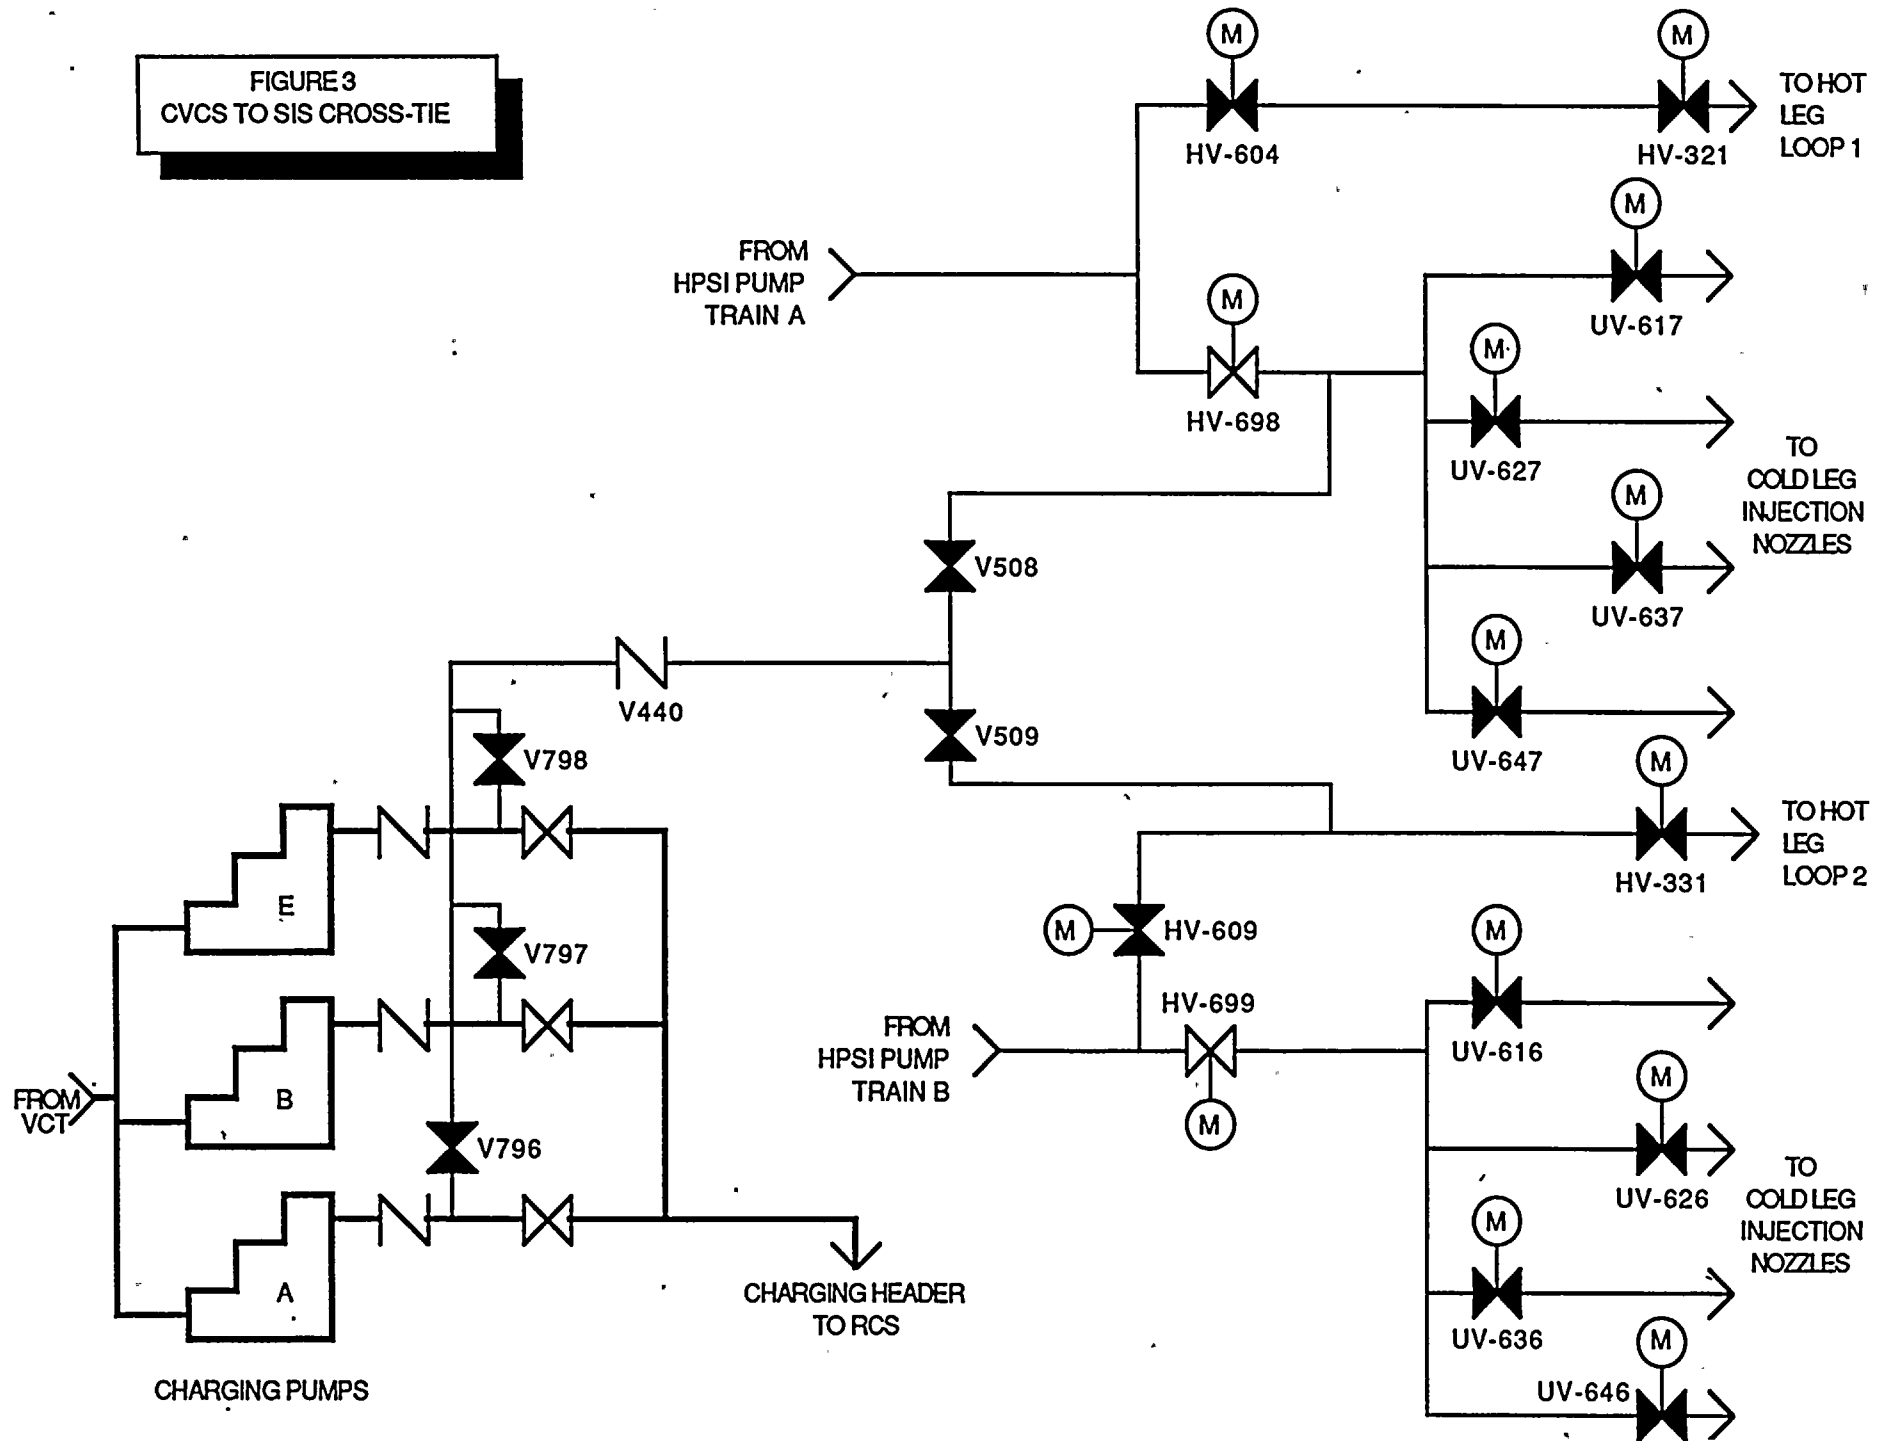 FIGURE 3
CVCS TO SIS CROSS-TIE
M
M
HV-604
HV-321
TO HOT
LEG
LOOP 1
FROM
HPSI PUMP
TRAIN A
M
HV-698
M
UV-617
M
UV-627
M
UV-637
M
UV-647
TO
COLD LEG
INJECTION
NOZZLES
V508
V440
V509
V798
V797
V796
E
B
A
FROM
VCT
CHARGING PUMPS
CHARGING HEADER
TO RCS
M
HV-331
TO HOT
LEG
LOOP 2
M
HV-609
HV-699
M
FROM
HPSI PUMP
TRAIN B
M
UV-616
M
UV-626
M
UV-636
M
UV-646
TO
COLD LEG
INJECTION
NOZZLES